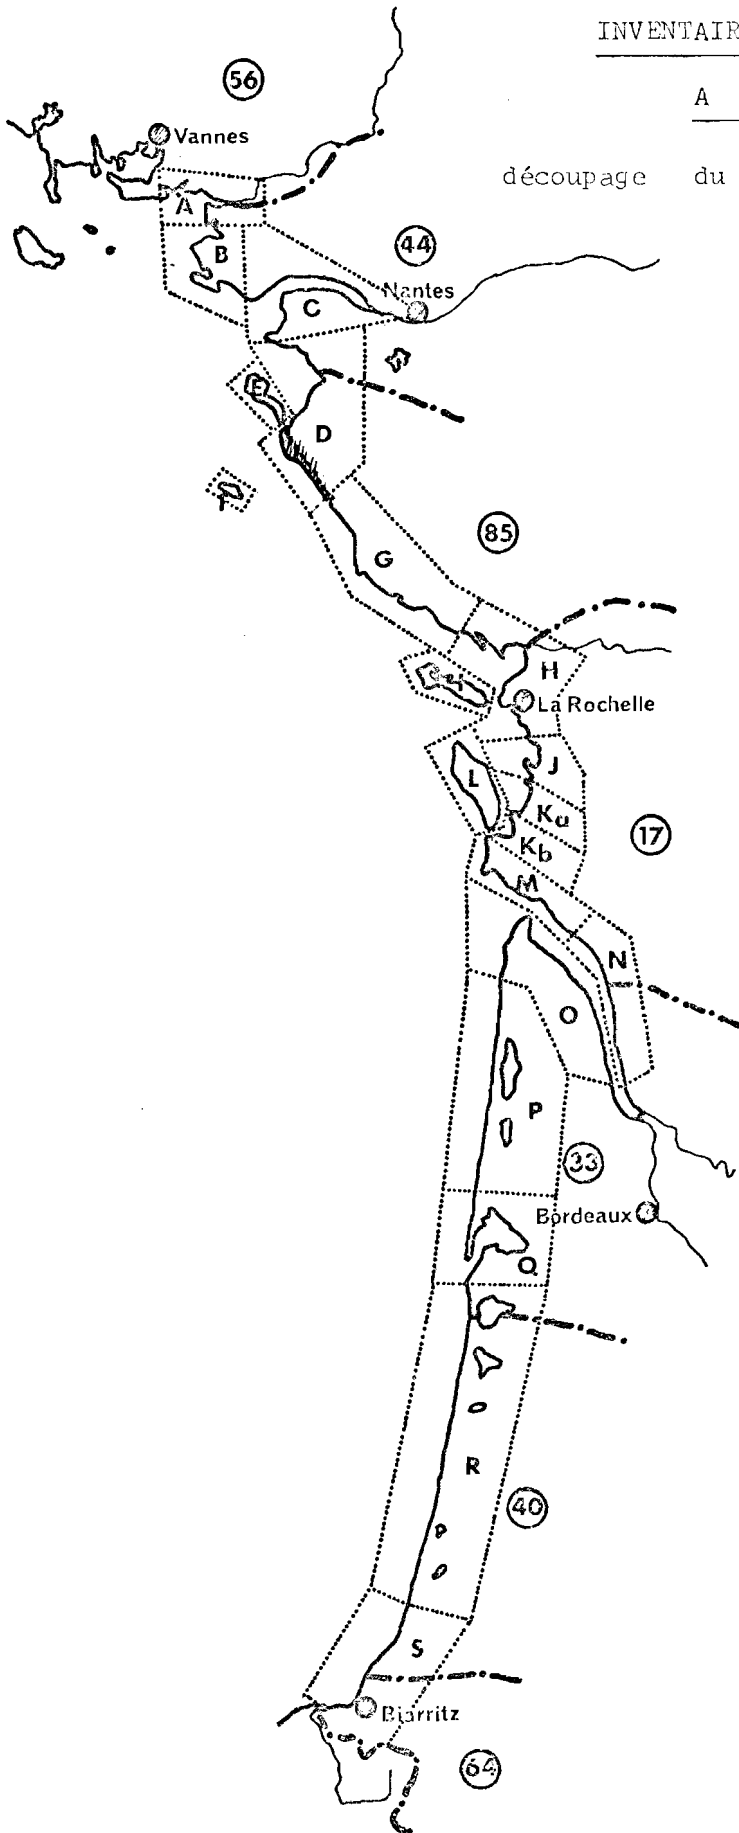 INVENTAIR
A
découpage du
56
Vannes
A
44
B
Nantes
C
E
D
F
85
G
H
I
La Rochelle
J
L
Ka
17
Kb
M
N
O
P
33
Bordeaux
Q
R
40
S
Biarritz
64